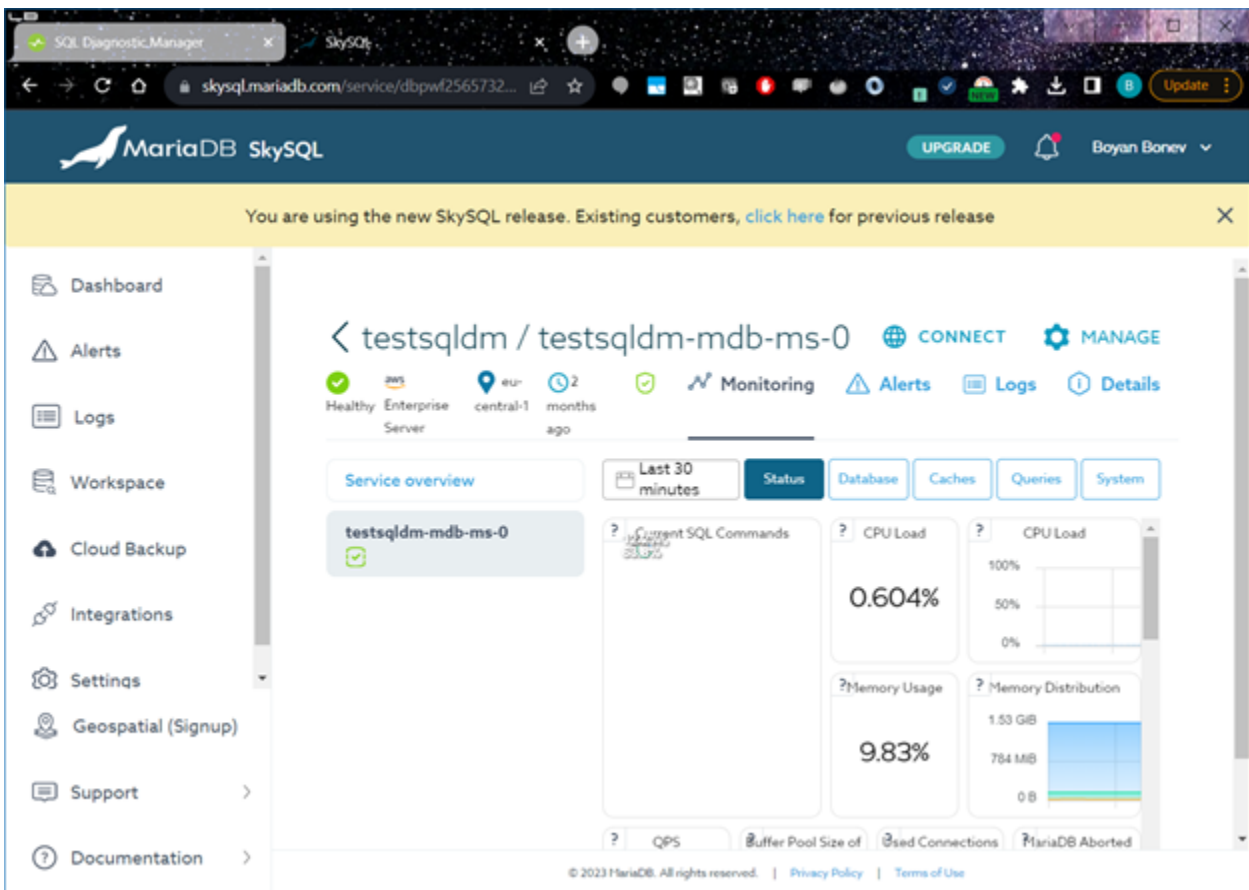 SQL Diagnostic Manager
SkySQL
skysql.mariadb.com/service/dbpwf2565732...
NEW
B
Update
MariaDB SkySQL
UPGRADE
Boyan Bonev
You are using the new SkySQL release. Existing customers, click here for previous release
Dashboard
Alerts
Logs
Workspace
Cloud Backup
Integrations
Settings
Geospatial (Signup)
Support
Documentation
testsqldm / testsqldm-mdb-ms-0
CONNECT
MANAGE
Healthy
aws
Enterprise
Server
eu-
central-1
2
months
ago
Monitoring
Alerts
Logs
Details
Service overview
testsqldm-mdb-ms-0
Last 30
minutes
Status
Database
Caches
Queries
System
? Current SQL Commands
? CPU Load
0.604%
? CPU Load
100%
50%
0%
? Memory Usage
9.83%
? Memory Distribution
1.53 GiB
784 MiB
0 B
? QPS
Buffer Pool Size of
Used Connections
MariaDB Aborted
© 2023 MariaDB. All rights reserved. | Privacy Policy | Terms of Use